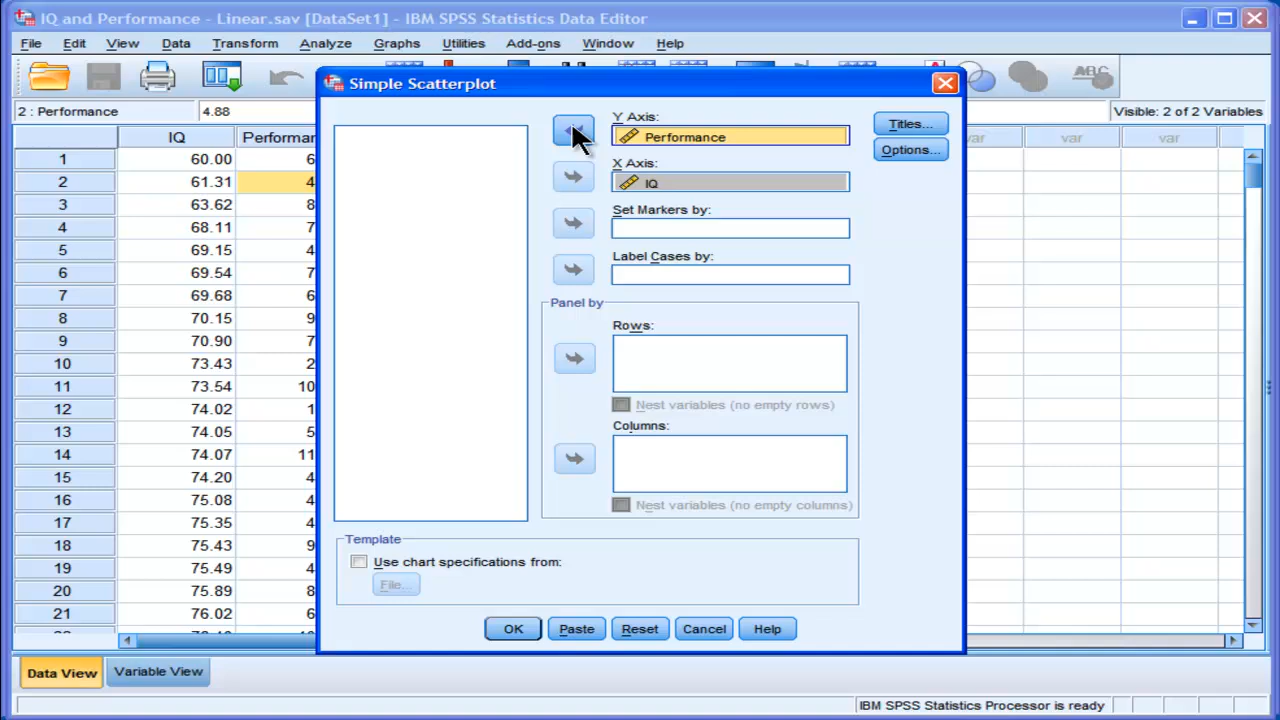 IQ and Performance - Linear.sav [DataSet1] - IBM SPSS Statistics Data Editor
File Edit View Data Transform Analyze Graphs Utilities Add-ons Window Help
ABC
2 : Performance 4.88 Visible: 2 of 2 Variables
IQ Performan var var var
1 60.00 6
2 61.31 4
3 63.62 8
4 68.11 7
5 69.15 4
6 69.54 7
7 69.68 6
8 70.15 9
9 70.90 7
10 73.43 2
11 73.54 10
12 74.02 1
13 74.05 5
14 74.07 11
15 74.20 4
16 75.08 4
17 75.35 4
18 75.43 9
19 75.49 4
20 75.89 8
21 76.02 6
Simple Scatterplot
Y Axis:
Performance
X Axis:
IQ
Set Markers by:
Label Cases by:
Titles...
Options...
Panel by
Rows:
Nest variables (no empty rows)
Columns:
Nest variables (no empty columns)
Template
Use chart specifications from:
File...
OK Paste Reset Cancel Help
Data View Variable View
IBM SPSS Statistics Processor is ready